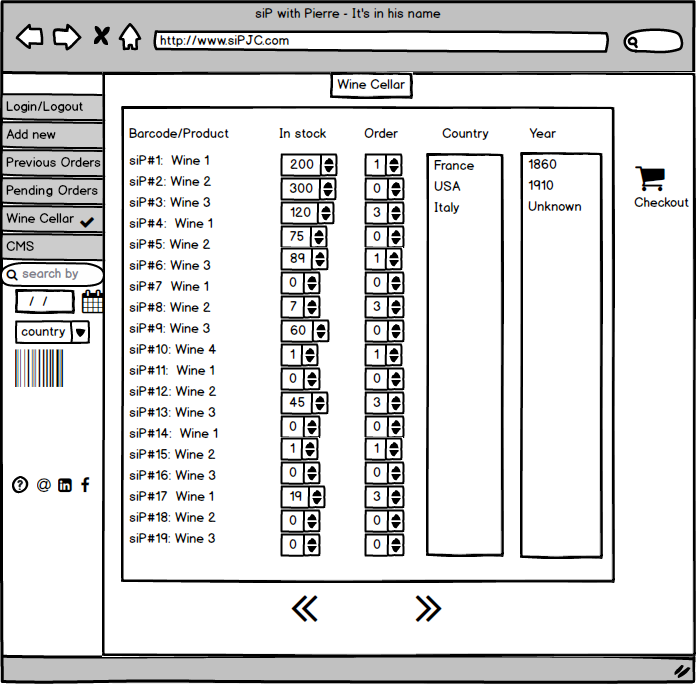 siP with Pierre - It's in his name
http://www.siPJC.com
Wine Cellar
Login/Logout
Add new
Previous Orders
Pending Orders
Wine Cellar
CMS
search by
/ /
country
@
in
f
Barcode/Product
siP#1: Wine 1
siP#2: Wine 2
siP#3: Wine 3
siP#4: Wine 1
siP#5: Wine 2
siP#6: Wine 3
siP#7 Wine 1
siP#8: Wine 2
siP#9: Wine 3
siP#10: Wine 4
siP#11: Wine 1
siP#12: Wine 2
siP#13: Wine 3
siP#14: Wine 1
siP#15: Wine 2
siP#16: Wine 3
siP#17 Wine 1
siP#18: Wine 2
siP#19: Wine 3
In stock
200
300
120
75
89
0
7
60
1
0
45
0
1
0
19
0
0
Order
1
0
3
0
1
0
3
0
1
0
3
0
1
0
3
0
0
Country
France
USA
Italy
Year
1860
1910
Unknown
Checkout